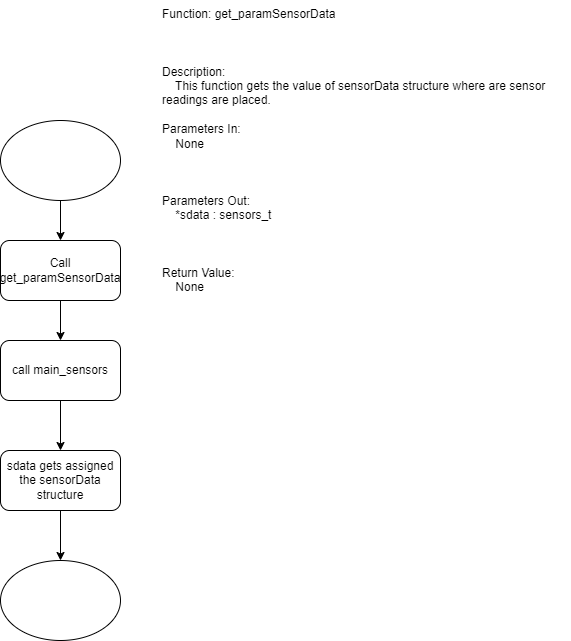 Function: get_paramSensorData
Description:
This function gets the value of sensorData structure where are sensor
readings are placed.
Parameters In:
None
Parameters Out:
*sdata : sensors_t
Return Value:
None
Call
get_paramSensorData
call main_sensors
sdata gets assigned
the sensorData
structure